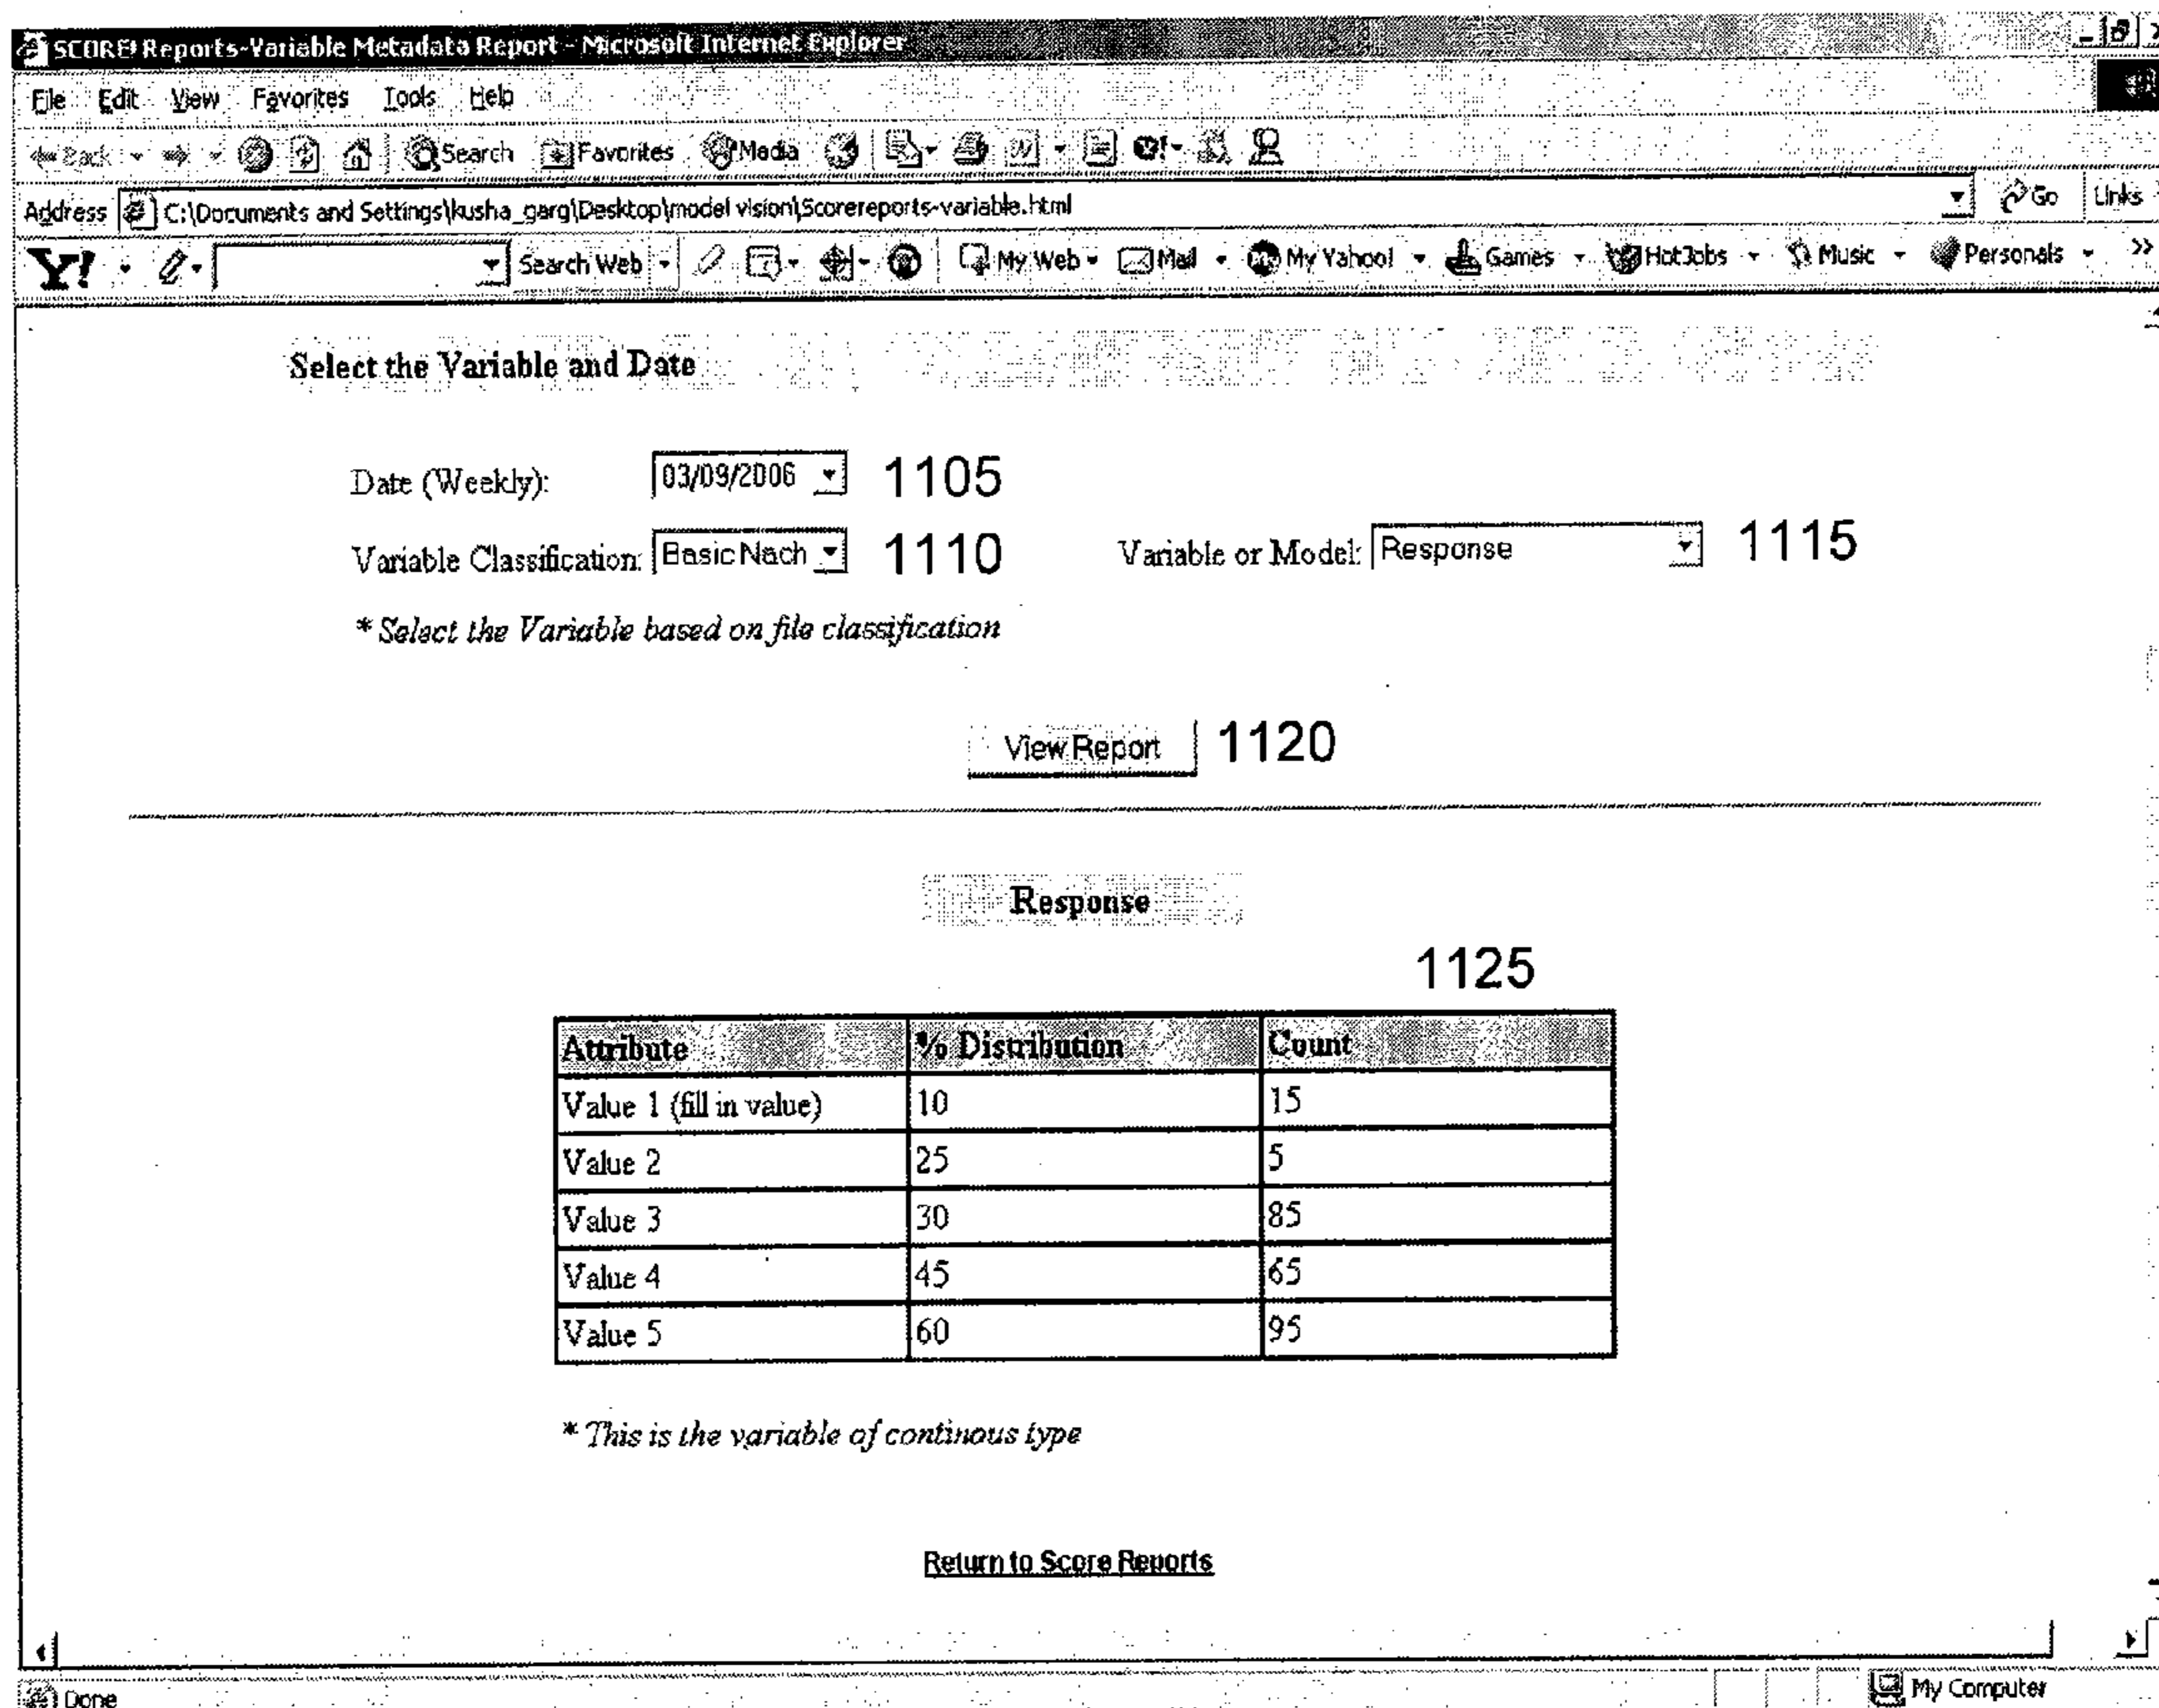 SCORE! Reports-Variable Metadata Report - Microsoft Internet Explorer
File Edit View Favorites Tools Help
Back Search Favorites Media
Address C:\Documents and Settings\kusha_garg\Desktop\model vision\Scorereports-variable.html Go Links
Y! Search Web My Web Mail My Yahoo! Games HotJobs Music Personals »
Select the Variable and Date
Date (Weekly): 03/09/2006 1105
Variable Classification: Basic Nach 1110 Variable or Model: Response 1115
* Select the Variable based on file classification
View Report 1120
Response
1125
Attribute % Distribution Count
Value 1 (fill in value) 10 15
Value 2 25 5
Value 3 30 85
Value 4 45 65
Value 5 60 95
* This is the variable of continous type
Return to Score Reports
Done My Computer